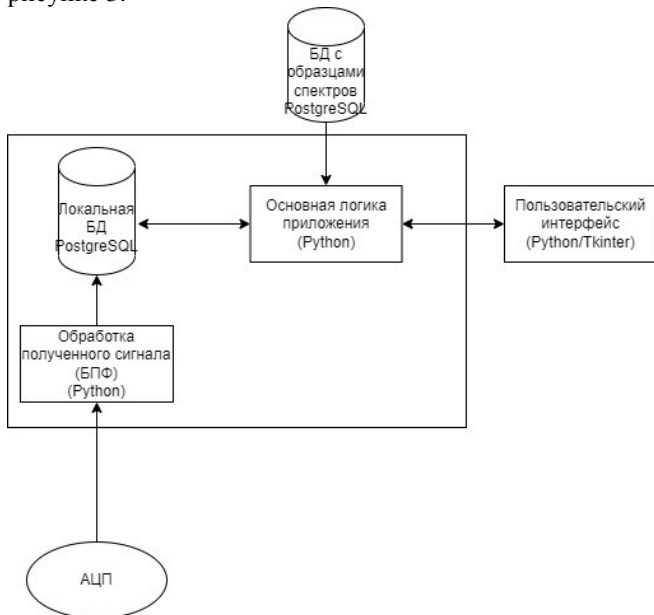 рисунке 3.
БД с
образцами
спектров
PostgreSQL
Локальная
БД
PostgreSQL
Основная логика
приложения
(Python)
Пользовательский
интерфейс
(Python/Tkinter)
Обработка
полученного сигнала
(БПФ)
(Python)
АЦП